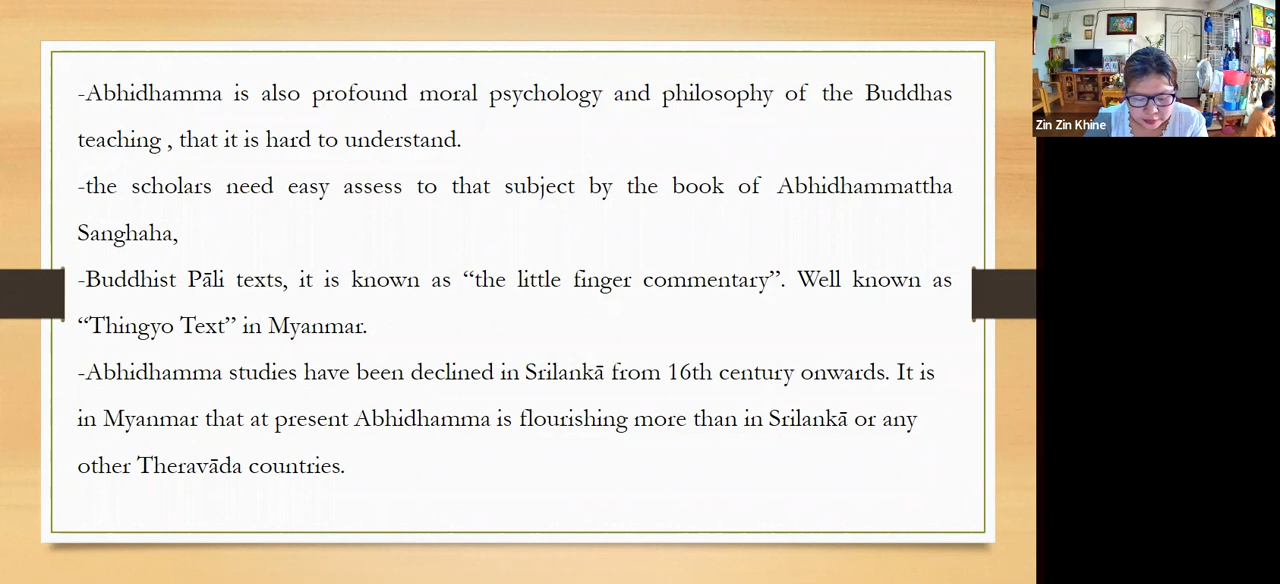 -Abhidhamma is also profound moral psychology and philosophy of the Buddhas
teaching , that it is hard to understand.
-the scholars need easy assess to that subject by the book of Abhidhammattha
Sanghaha,
-Buddhist Pāli texts, it is known as “the little finger commentary”. Well known as
“Thingyo Text” in Myanmar.
-Abhidhamma studies have been declined in Srilankā from 16th century onwards. It is
in Myanmar that at present Abhidhamma is flourishing more than in Srilankā or any
other Theravāda countries.
Zin Zin Khine